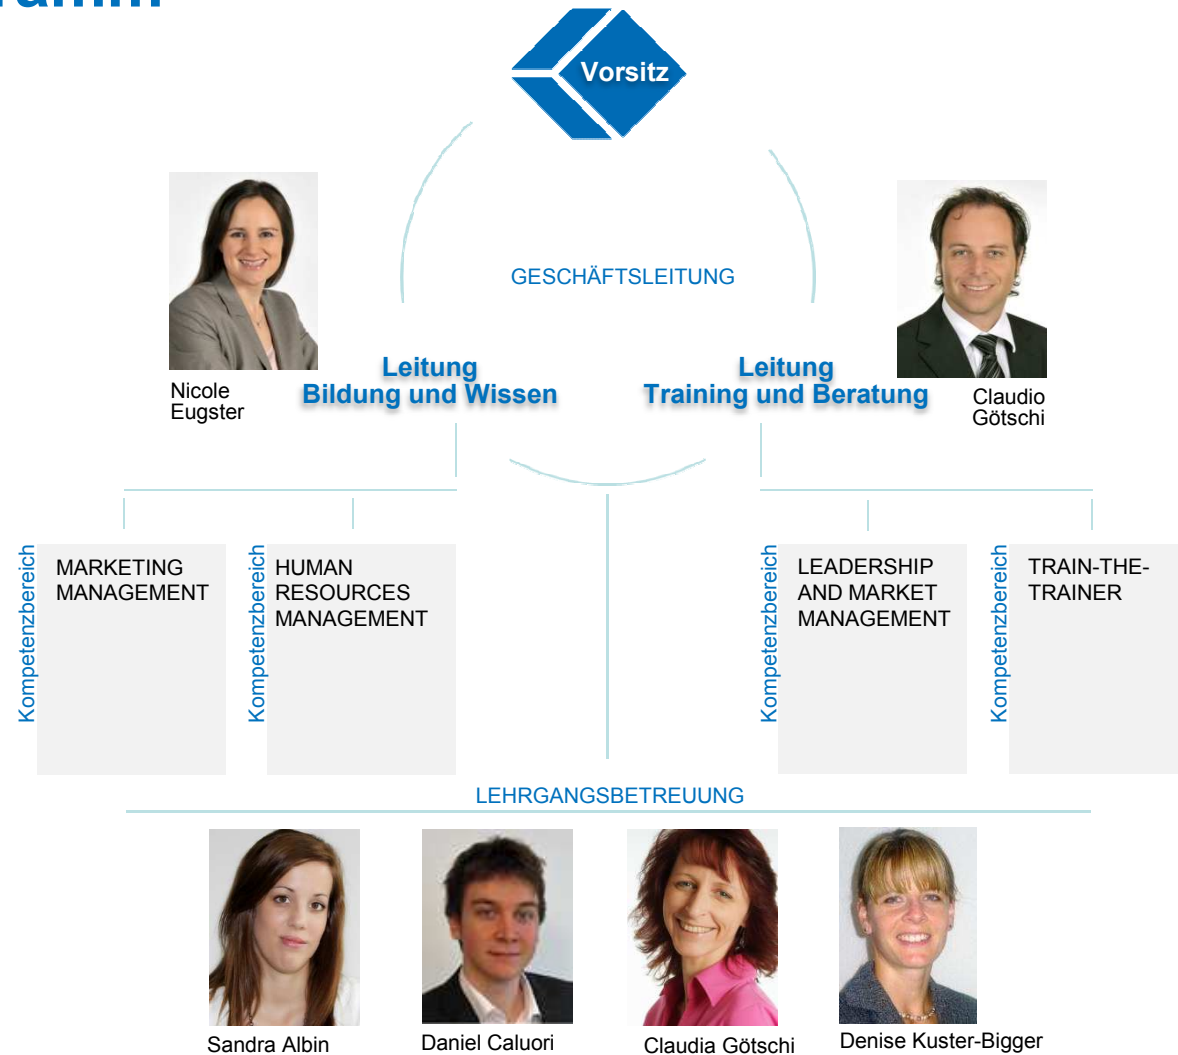 Vorsitz
GESCHÄFTSLEITUNG
Leitung
Bildung und Wissen
Leitung
Training und Beratung
Nicole
Eugster
Claudio
Götschi
Kompetenzbereich
MARKETING
MANAGEMENT
Kompetenzbereich
HUMAN
RESOURCES
MANAGEMENT
Kompetenzbereich
LEADERSHIP
AND MARKET
MANAGEMENT
Kompetenzbereich
TRAIN-THE-
TRAINER
LEHRGANGSBETREUUNG
Sandra Albin
Daniel Caluori
Claudia Götschi
Denise Kuster-Bigger